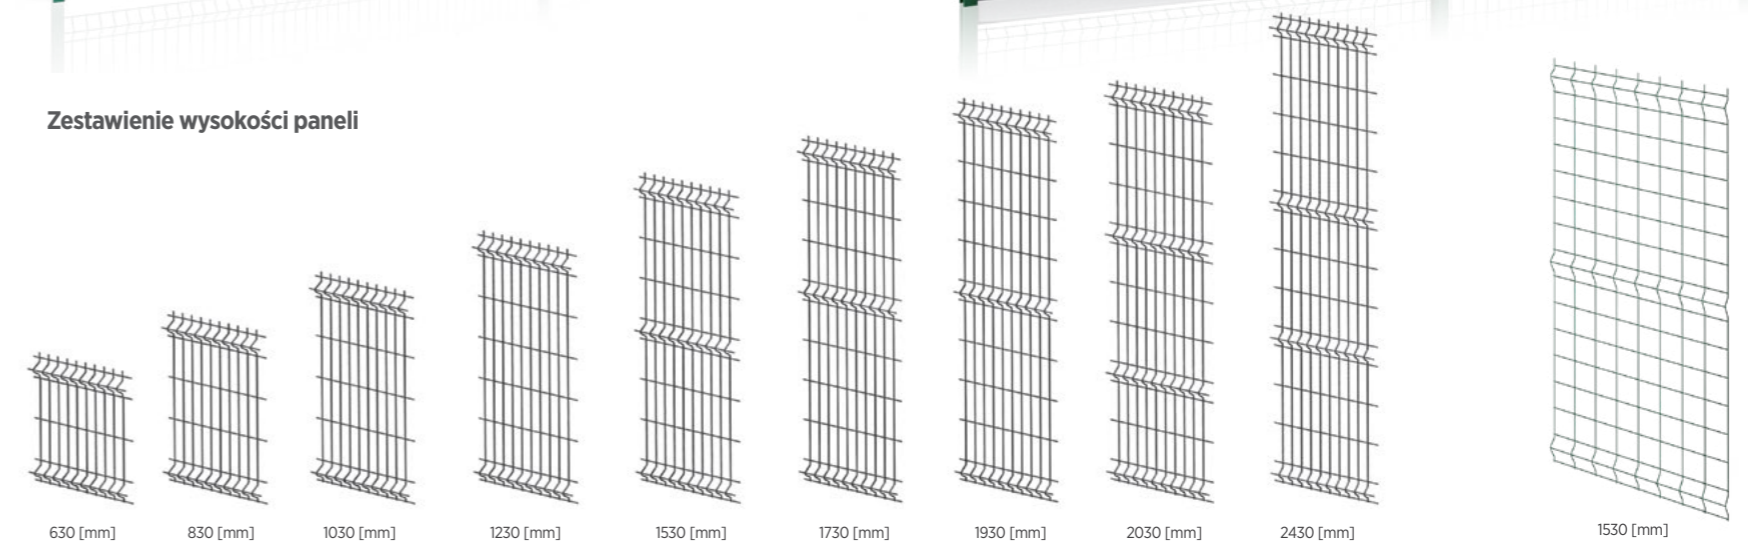 Zestawienie wysokości paneli
630 [mm]
830 [mm]
1030 [mm]
1230 [mm]
1530 [mm]
1730 [mm]
1930 [mm]
2030 [mm]
2430 [mm]
1530 [mm]